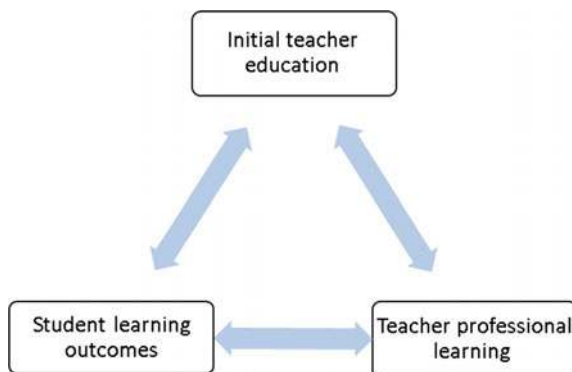 Initial teacher
education
Student learning
outcomes
Teacher professional
learning